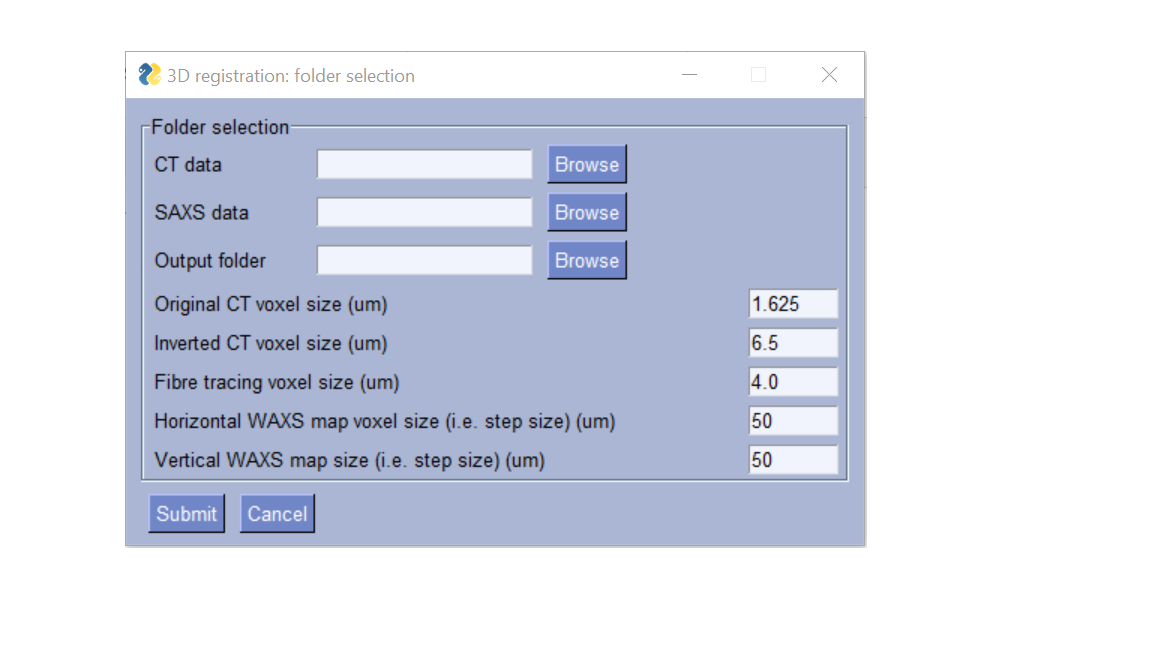 3D registration: folder selection
Folder selection
CT data Browse
SAXS data Browse
Output folder Browse
Original CT voxel size (um) 1.625
Inverted CT voxel size (um) 6.5
Fibre tracing voxel size (um) 4.0
Horizontal WAXS map voxel size (i.e. step size) (um) 50
Vertical WAXS map size (i.e. step size) (um) 50
Submit Cancel